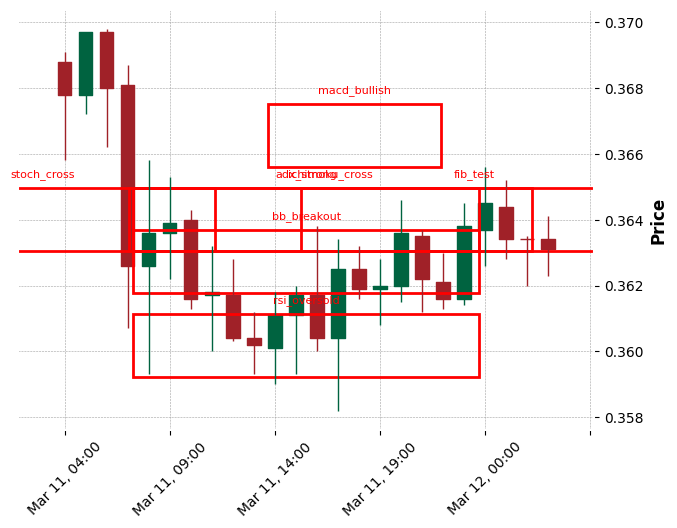 0.370
0.368
macd_bullish
0.366
stoch_cross
fib_test
0.364
bb_breakout
Price
0.362
0.360
0.358
Mar 11, 04:00
Mar 11, 09:00
Mar 11, 14:00
Mar 11, 19:00
Mar 12, 00:00